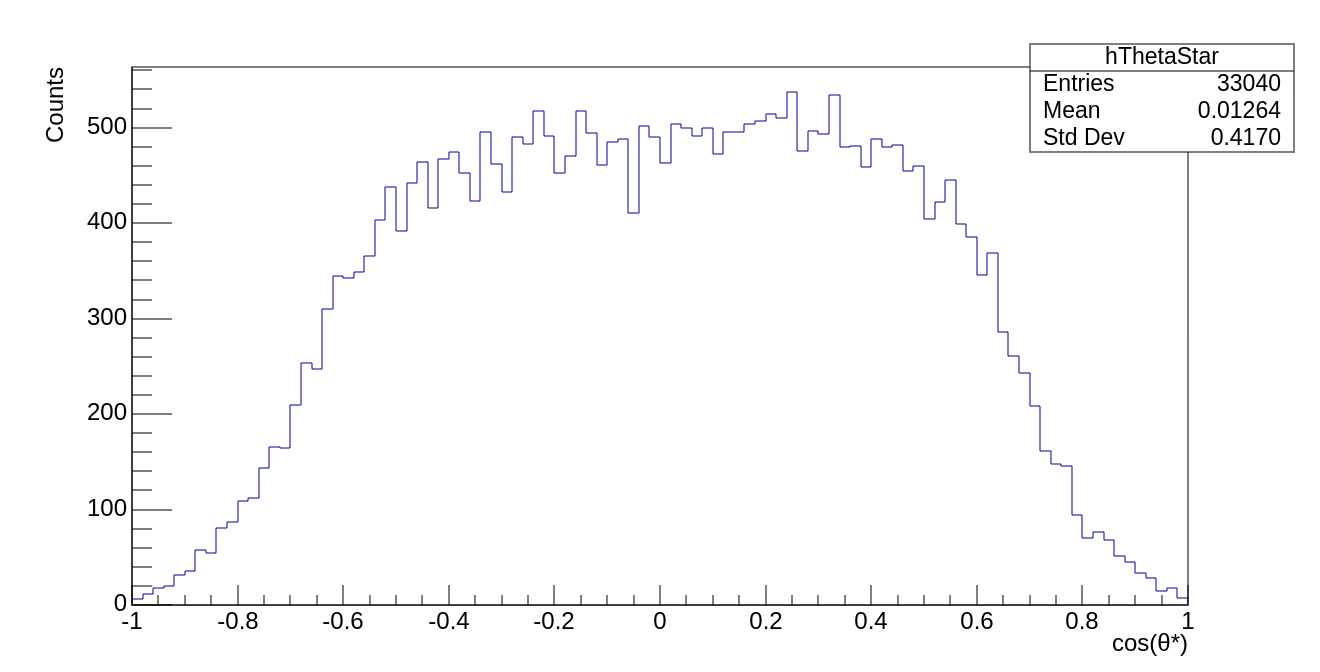 hThetaStar
Entries 33040
Mean 0.01264
Std Dev 0.4170
Counts
500
400
300
200
100
0
-1 -0.8 -0.6 -0.4 -0.2 0 0.2 0.4 0.6 0.8 1
cos(θ*)